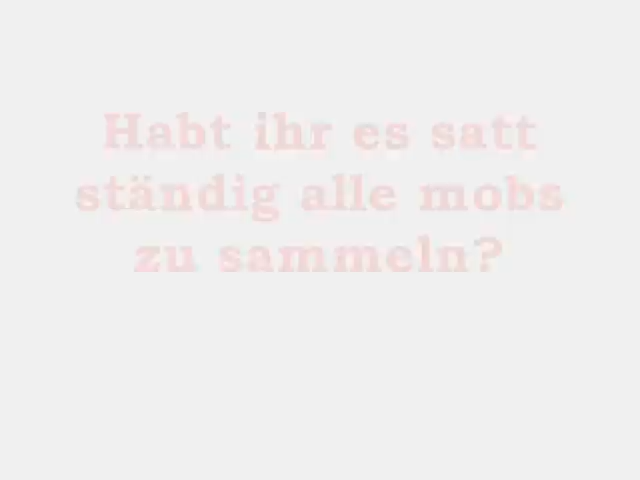 Habt ihr es satt
ständig alle mobs
zu sammeln?